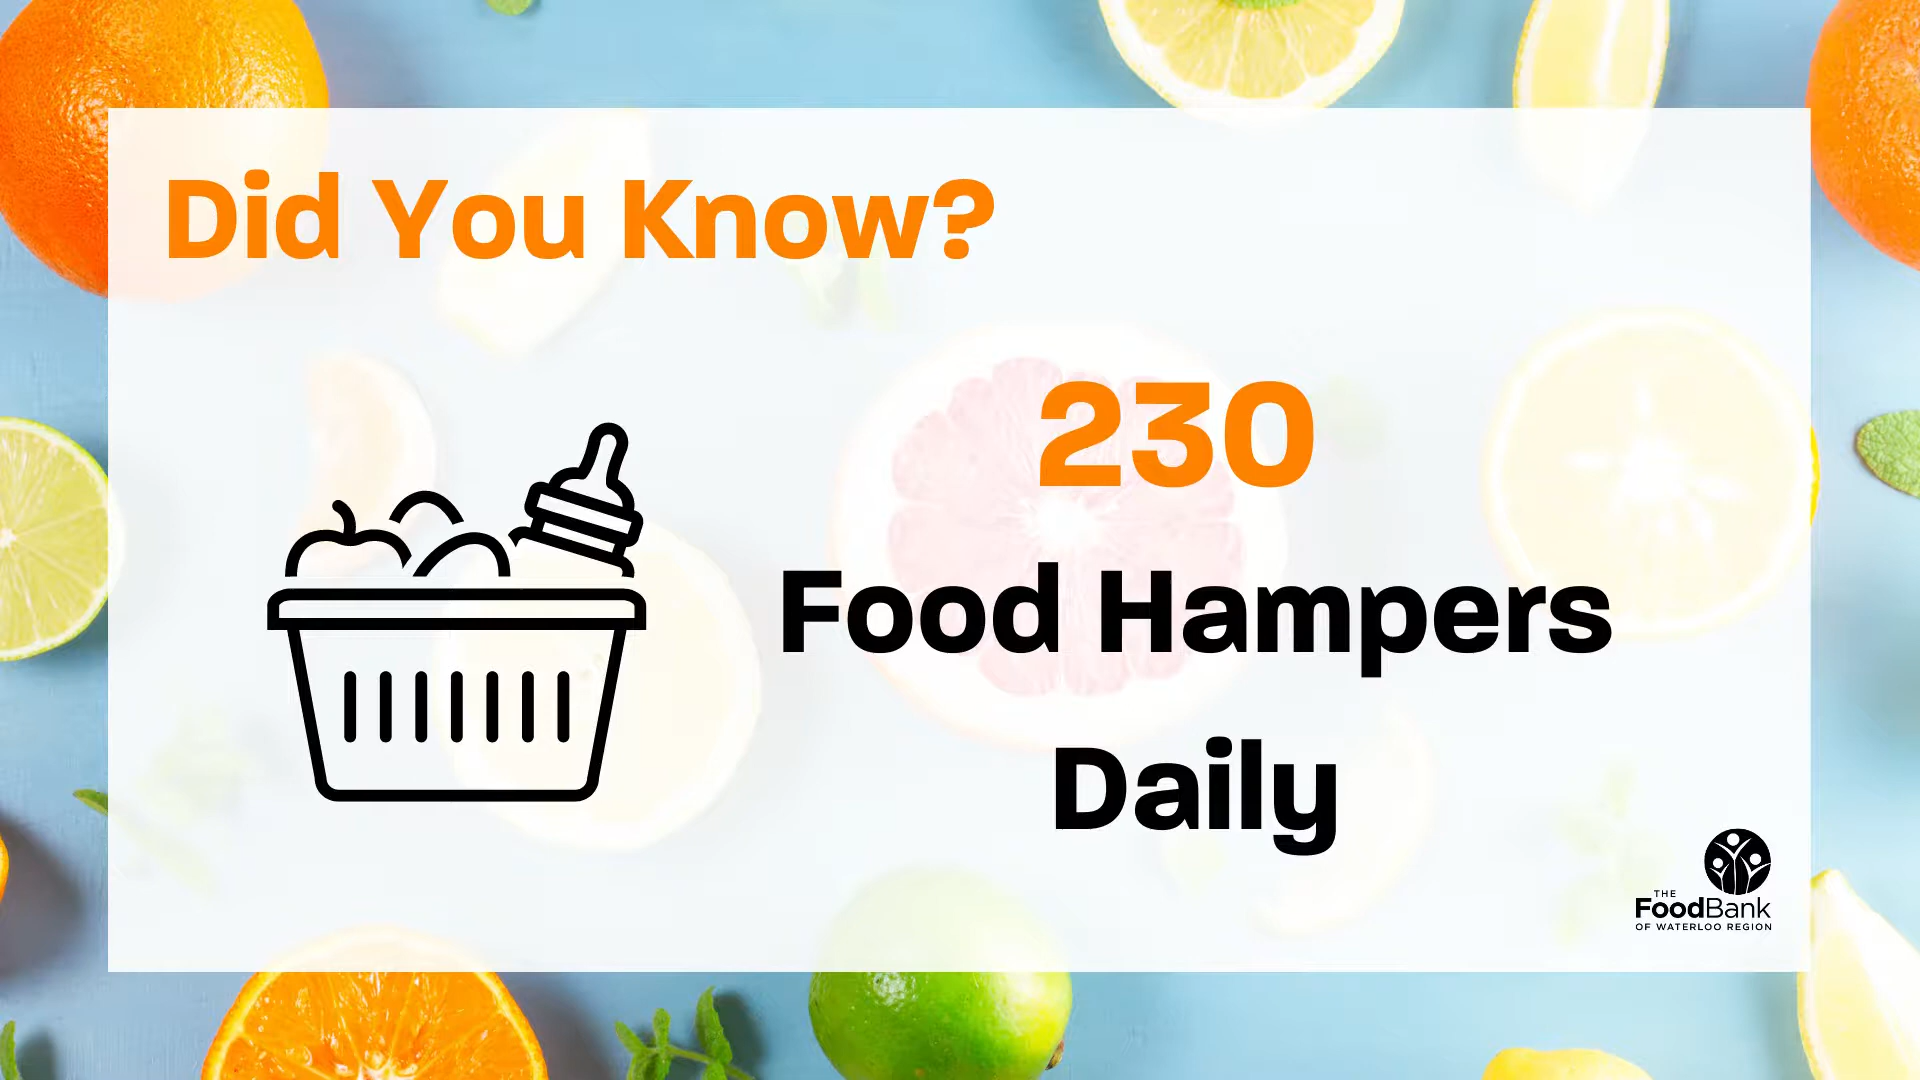 Did You Know?
230
Food Hampers
Daily
THE
FoodBank
OF WATERLOO REGION